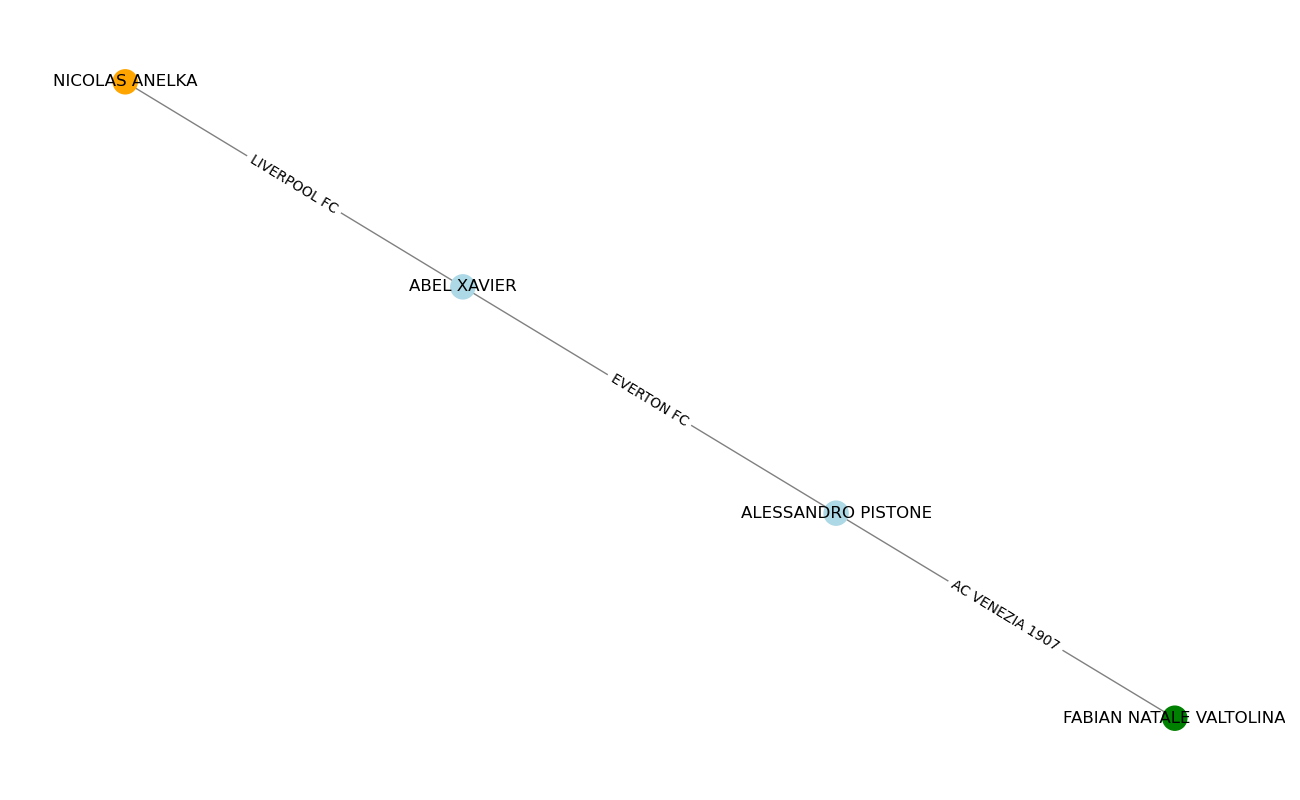 NICOLAS ANELKA
LIVERPOOL FC
ABEL XAVIER
EVERTON FC
ALESSANDRO PISTONE
AC VENEZIA 1907
FABIAN NATALE VALTOLINA